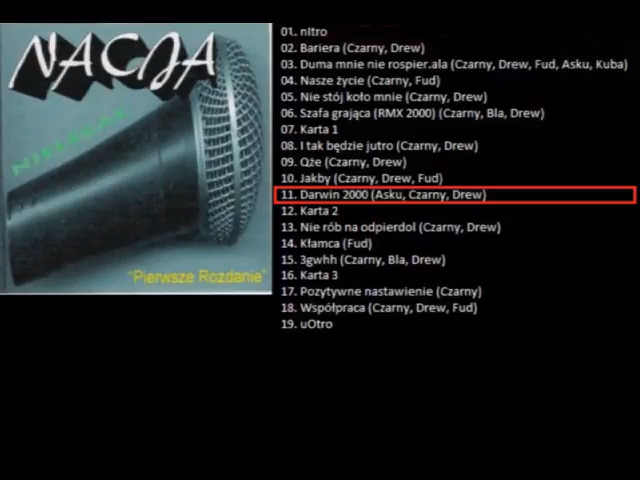 NACJA
"Pierwsze Rozdanie"
01. nItro
02. Bariera (Czarny, Drew)
03. Duma mnie nie rospier.ala (Czarny, Drew, Fud, Asku, Kuba)
04. Nasze życie (Czarny, Fud)
05. Nie stój koło mnie (Czarny, Drew)
06. Szafa grająca (RMX 2000) (Czarny, Bla, Drew)
07. Karta 1
08. I tak będzie jutro (Czarny, Drew)
09. Qże (Czarny, Drew)
10. Jakby (Czarny, Drew, Fud)
11. Darwin 2000 (Asku, Czarny, Drew)
12. Karta 2
13. Nie rób na odpierdol (Czarny, Drew)
14. Kłamca (Fud)
15. 3gwhh (Czarny, Bla, Drew)
16. Karta 3
17. Pozytywne nastawienie (Czarny)
18. Współpraca (Czarny, Drew, Fud)
19. uOtro